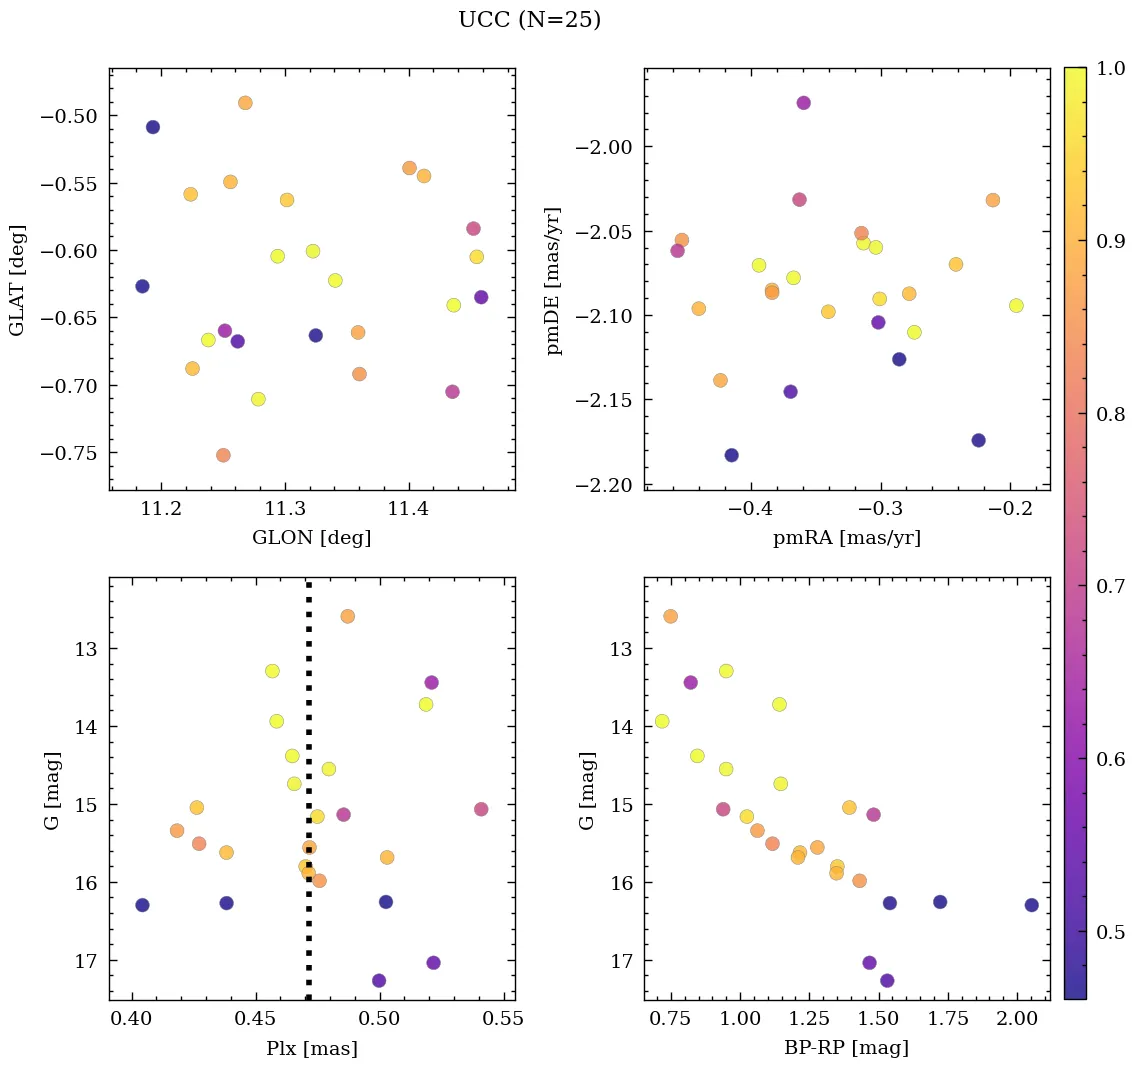 UCC (N=25)
−0.50
−0.55
−0.60
−0.65
−0.70
−0.75
GLAT [deg]
11.2 11.3 11.4
GLON [deg]
−2.00
−2.05
−2.10
−2.15
−2.20
pmDE [mas/yr]
−0.4 −0.3 −0.2
pmRA [mas/yr]
13
14
15
16
17
G [mag]
0.40 0.45 0.50 0.55
Plx [mas]
13
14
15
16
17
G [mag]
0.75 1.00 1.25 1.50 1.75 2.00
BP-RP [mag]
1.0
0.9
0.8
0.7
0.6
0.5